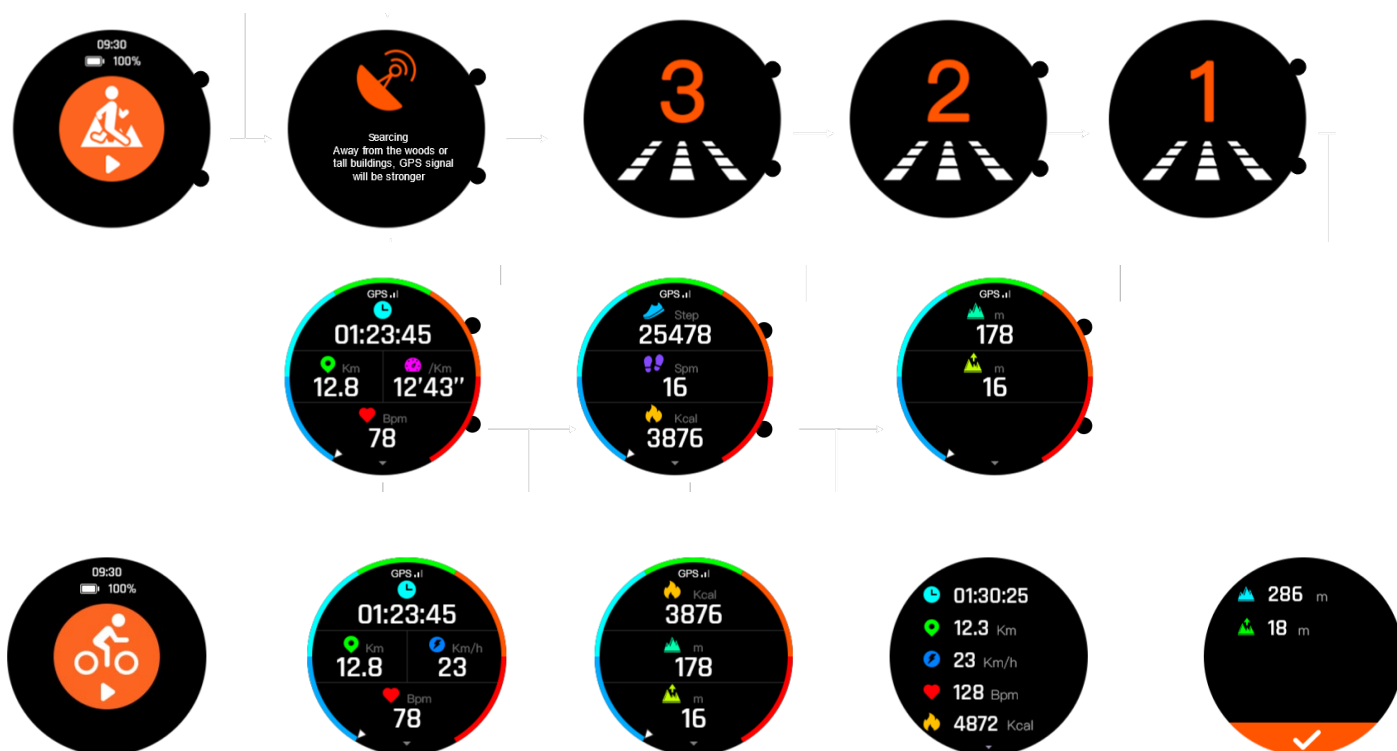 09:30
100%
Searcing
Away from the woods or
tall buildings, GPS signal
will be stronger
3
2
1
GPS
01:23:45
Km
12.8
/Km
12'43''
Bpm
78
GPS
Step
25478
Spm
16
Kcal
3876
GPS
m
178
m
16
09:30
100%
GPS
01:23:45
Km
12.8
Km/h
23
Bpm
78
GPS
Kcal
3876
m
178
m
16
01:30:25
12.3 Km
23 Km/h
128 Bpm
4872 Kcal
286 m
18 m